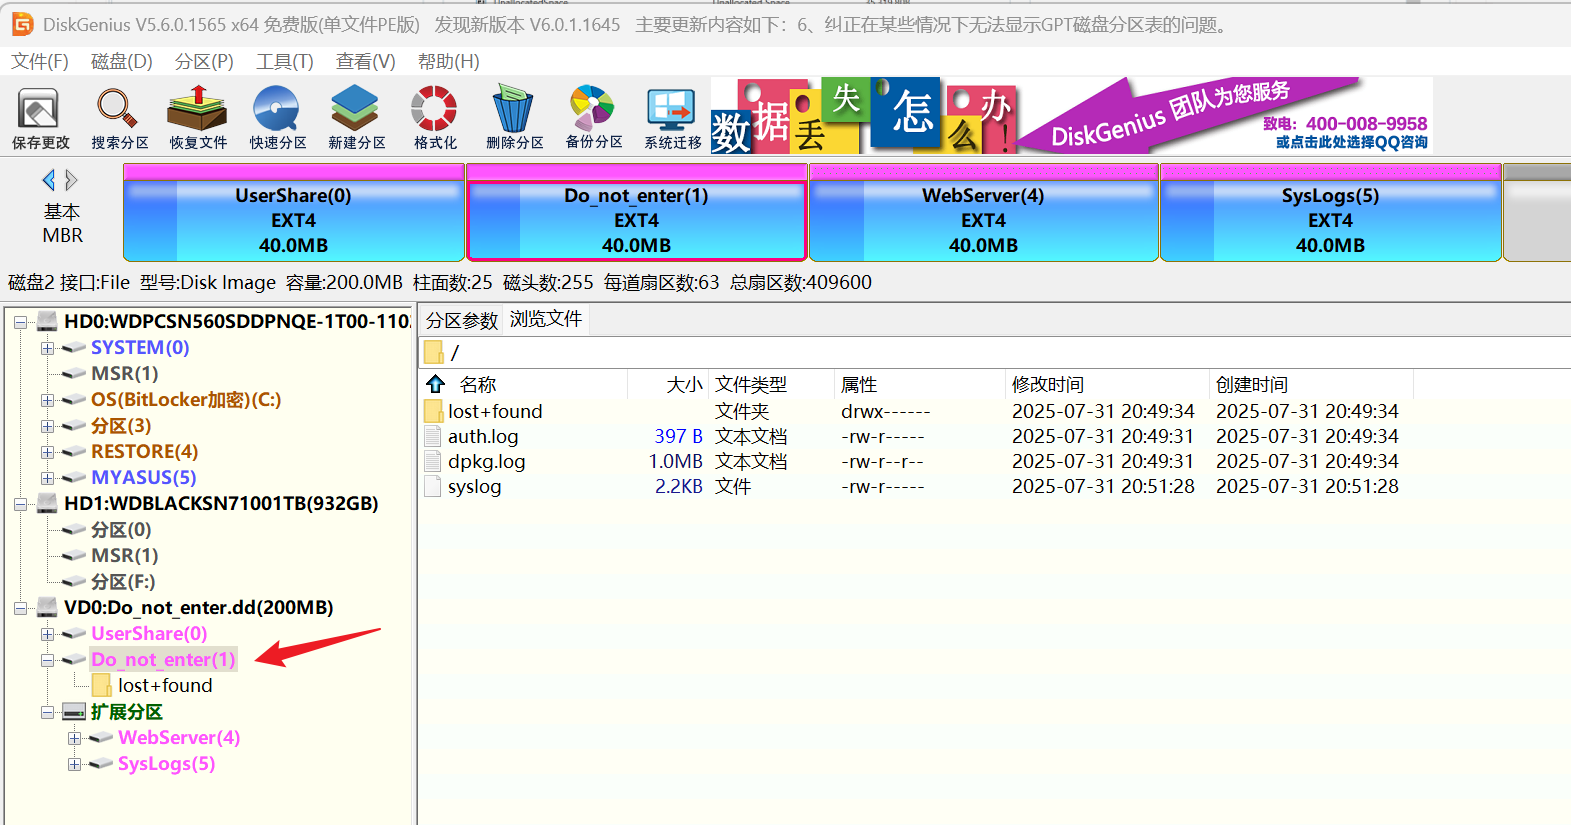 DiskGenius V5.6.0.1565 x64 免费版(单文件PE版)   发现新版本 V6.0.1.1645   主要更新内容如下：6、纠正在某些情况下无法显示GPT磁盘分区表的问题。
文件(F) 磁盘(D) 分区(P) 工具(T) 查看(V) 帮助(H)
保存更改 搜索分区 恢复文件 快速分区 新建分区 格式化 删除分区 备份分区 系统迁移
数据丢失怎么办!
DiskGenius 团队为您服务
致电：400-008-9958
或点击此处选择QQ咨询
基本
MBR
UserShare(0)
EXT4
40.0MB
Do_not_enter(1)
EXT4
40.0MB
WebServer(4)
EXT4
40.0MB
SysLogs(5)
EXT4
40.0MB
磁盘2 接口:File 型号:Disk Image 容量:200.0MB 柱面数:25 磁头数:255 每道扇区数:63 总扇区数:409600
HD0:WDPCSN560SDDPNQE-1T00-110
SYSTEM(0)
MSR(1)
OS(BitLocker加密)(C:)
分区(3)
RESTORE(4)
MYASUS(5)
HD1:WDBLACKSN71001TB(932GB)
分区(0)
MSR(1)
分区(F:)
VD0:Do_not_enter.dd(200MB)
UserShare(0)
Do_not_enter(1)
lost+found
扩展分区
WebServer(4)
SysLogs(5)
分区参数 浏览文件
/
名称 大小 文件类型 属性 修改时间 创建时间
lost+found 文件夹 drwx------ 2025-07-31 20:49:34 2025-07-31 20:49:34
auth.log 397 B 文本文档 -rw-r----- 2025-07-31 20:49:31 2025-07-31 20:49:34
dpkg.log 1.0MB 文本文档 -rw-r--r-- 2025-07-31 20:49:31 2025-07-31 20:49:34
syslog 2.2KB 文件 -rw-r----- 2025-07-31 20:51:28 2025-07-31 20:51:28